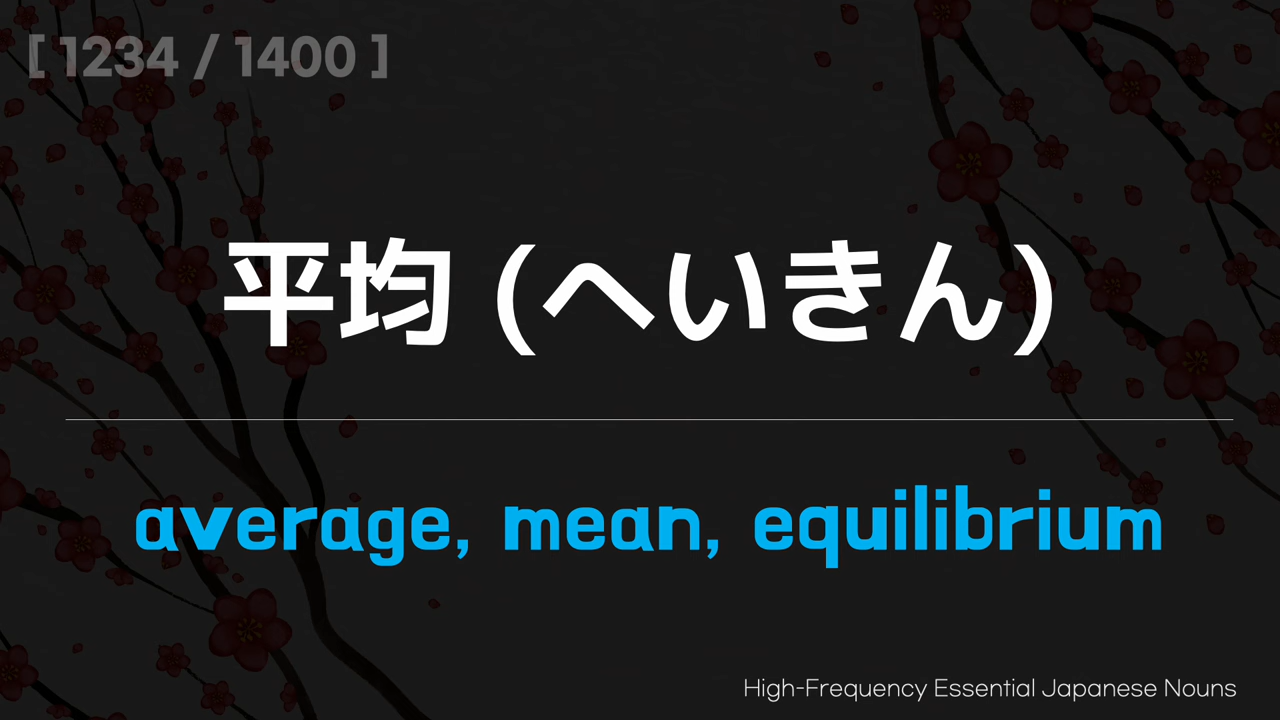 [ 1234 / 1400 ]
平均 (へいきん)
average, mean, equilibrium
High-Frequency Essential Japanese Nouns